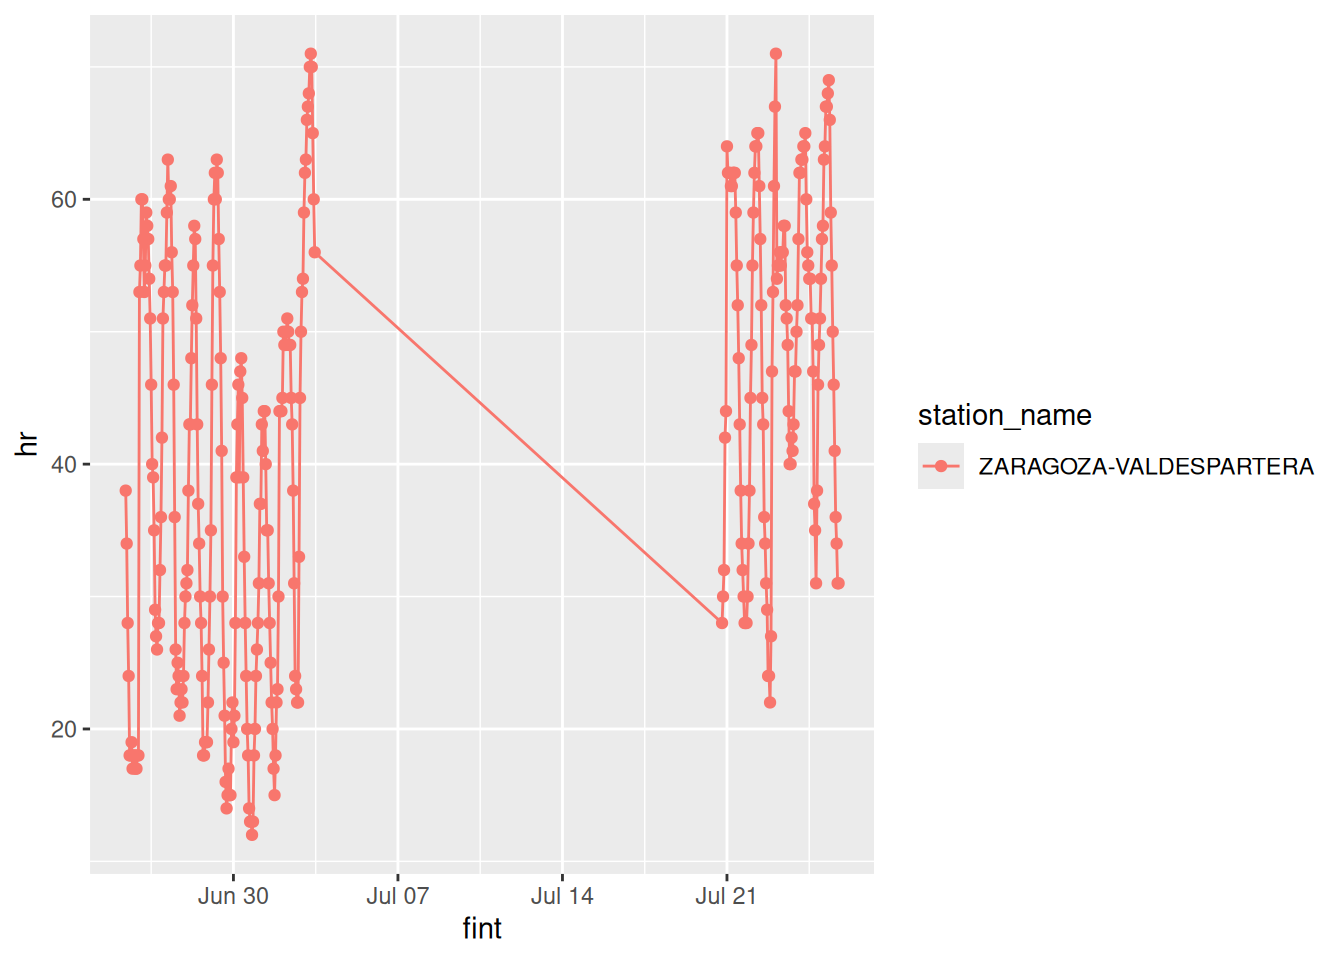 60
40
20
hr
Jun 30
Jul 07
Jul 14
Jul 21
fint
station_name
ZARAGOZA-VALDESPARTERA